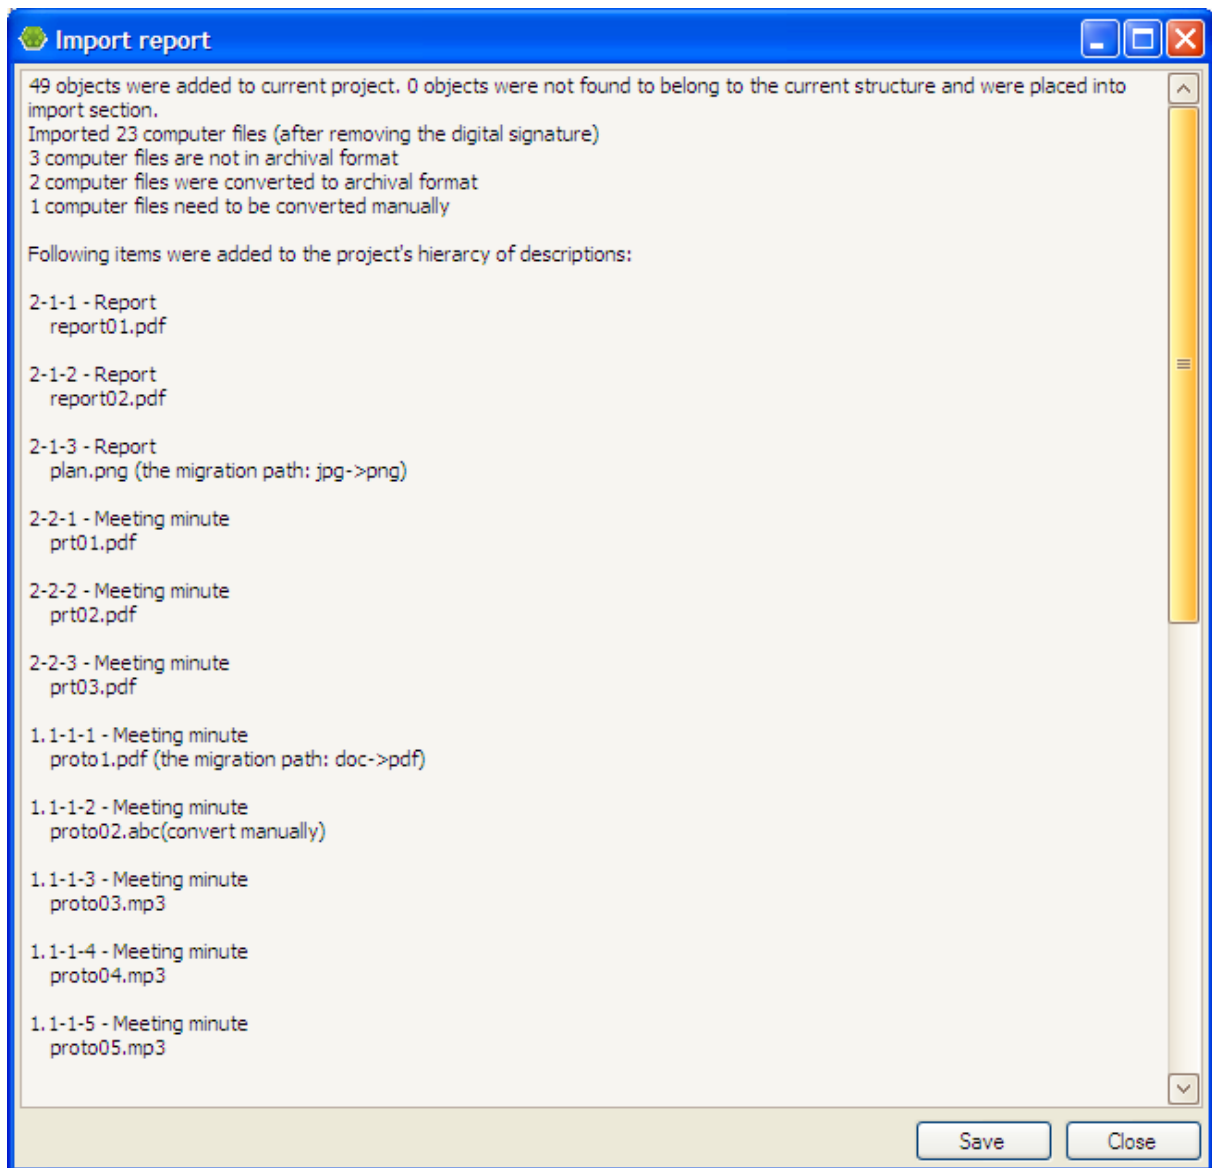 Import report
49 objects were added to current project. 0 objects were not found to belong to the current structure and were placed into
import section.
Imported 23 computer files (after removing the digital signature)
3 computer files are not in archival format
2 computer files were converted to archival format
1 computer files need to be converted manually
Following items were added to the project's hierarcy of descriptions:
2-1-1 - Report
report01.pdf
2-1-2 - Report
report02.pdf
2-1-3 - Report
plan.png (the migration path: jpg->png)
2-2-1 - Meeting minute
prt01.pdf
2-2-2 - Meeting minute
prt02.pdf
2-2-3 - Meeting minute
prt03.pdf
1.1-1-1 - Meeting minute
proto1.pdf (the migration path: doc->pdf)
1.1-1-2 - Meeting minute
proto02.abc(convert manually)
1.1-1-3 - Meeting minute
proto03.mp3
1.1-1-4 - Meeting minute
proto04.mp3
1.1-1-5 - Meeting minute
proto05.mp3
Save Close